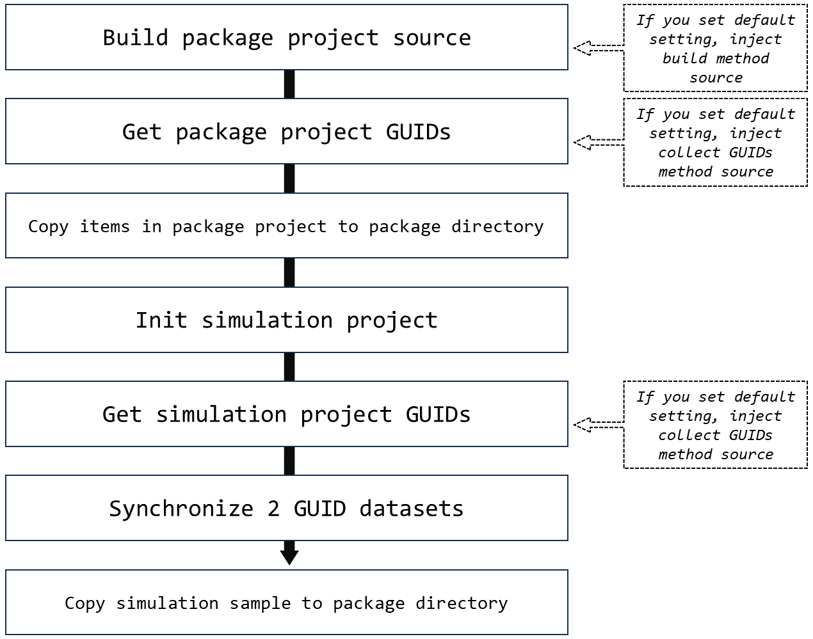 Build package project source
If you set default
setting, inject
build method
source
Get package project GUIDs
If you set default
setting, inject
collect GUIDs
method source
Copy items in package project to package directory
Init simulation project
Get simulation project GUIDs
If you set default
setting, inject
collect GUIDs
method source
Synchronize 2 GUID datasets
Copy simulation sample to package directory